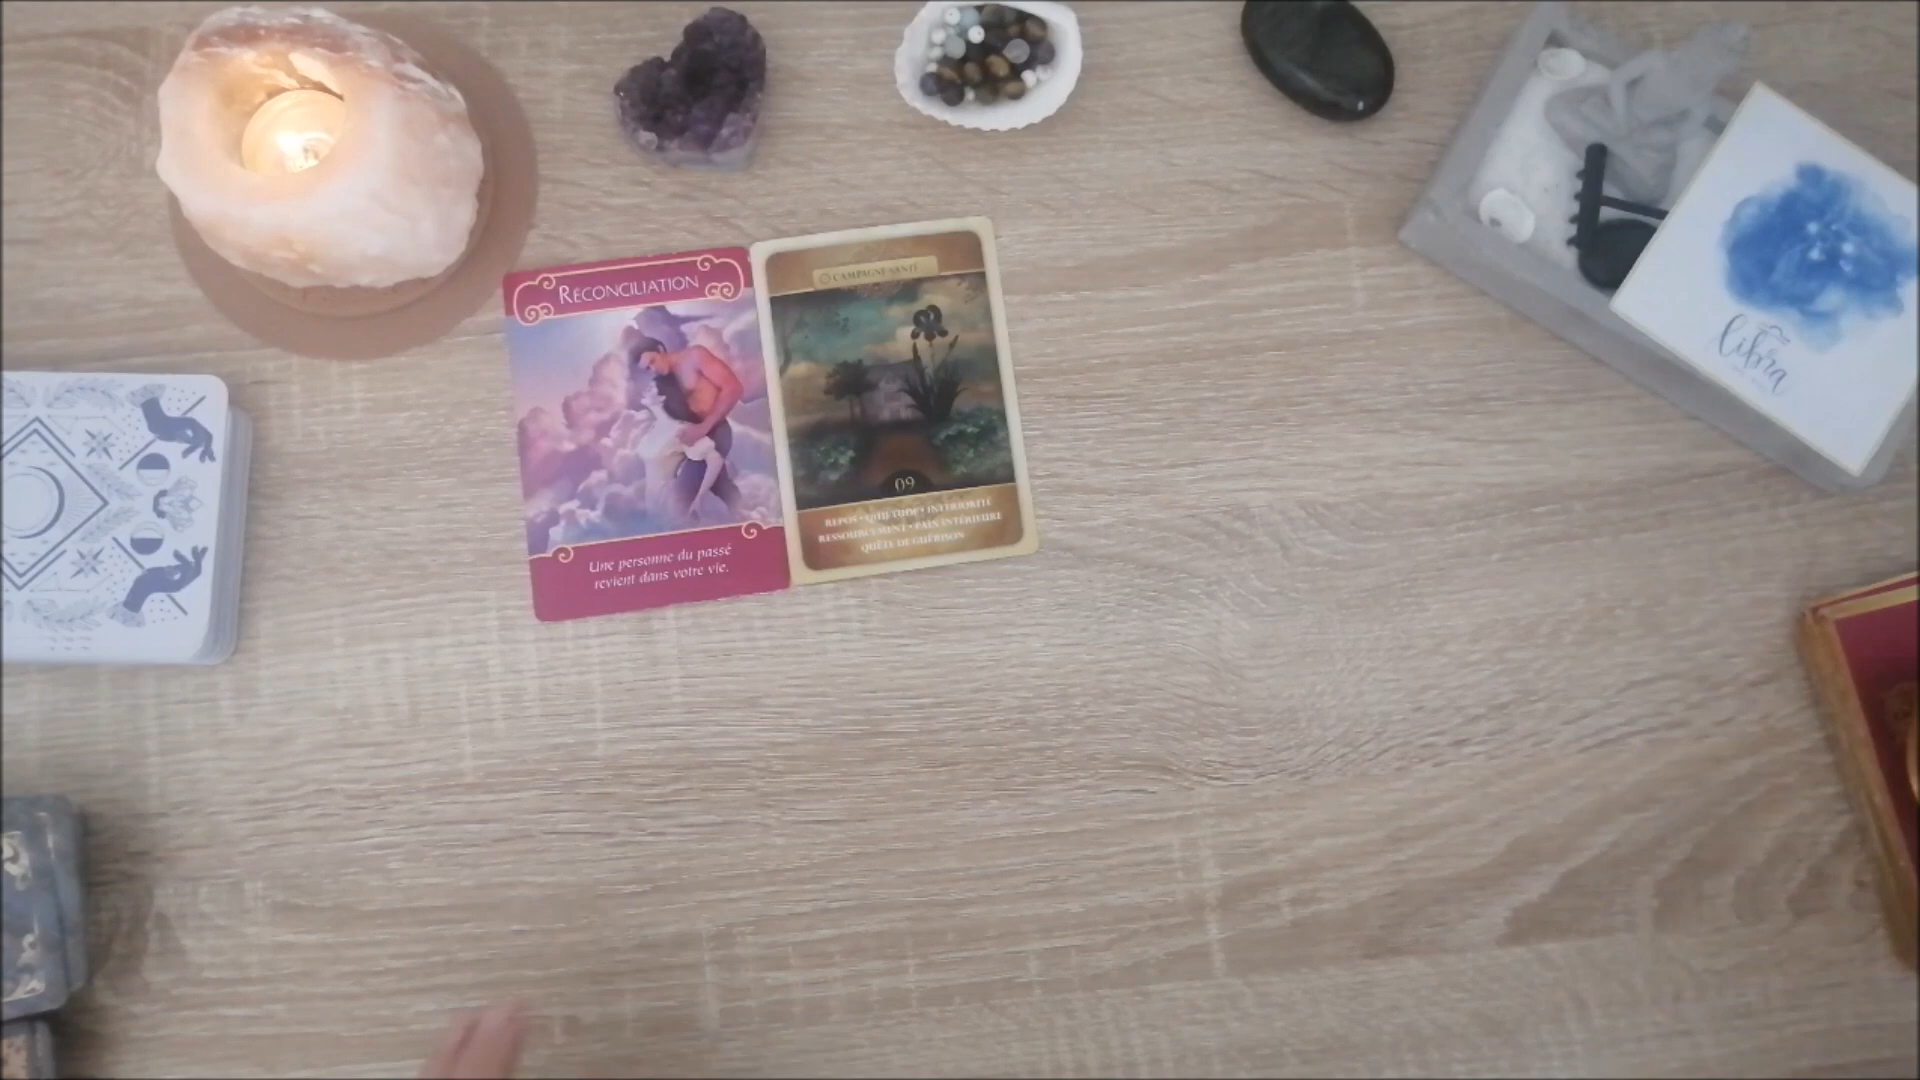 RÉCONCILIATION
Une personne du passé
revient dans votre vie.
CAMPAGNE-SANTÉ
09
REPOS • QUIÉTUDE • INTÉRIORITÉ
RESSOURCEMENT • PAIX INTÉRIEURE
QUÊTE DE GUÉRISON
libra